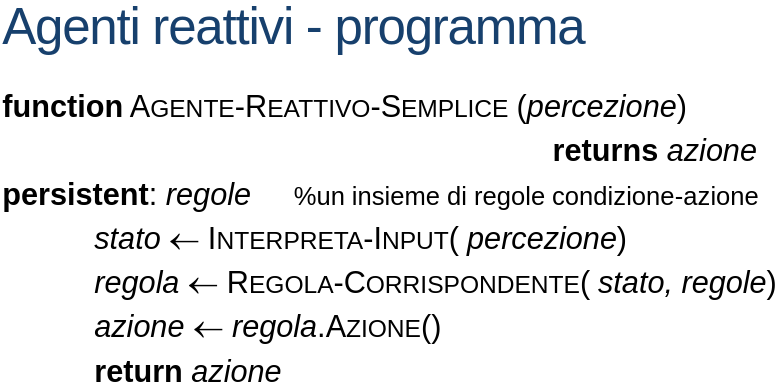 Agenti reattivi - programma
function AGENTE-REATTIVO-SEMPLICE (percezione)
returns azione
persistent: regole %un insieme di regole condizione-azione
stato ← INTERPRETA-INPUT( percezione)
regola ← REGOLA-CORRISPONDENTE( stato, regole)
azione ← regola.AZIONE()
return azione